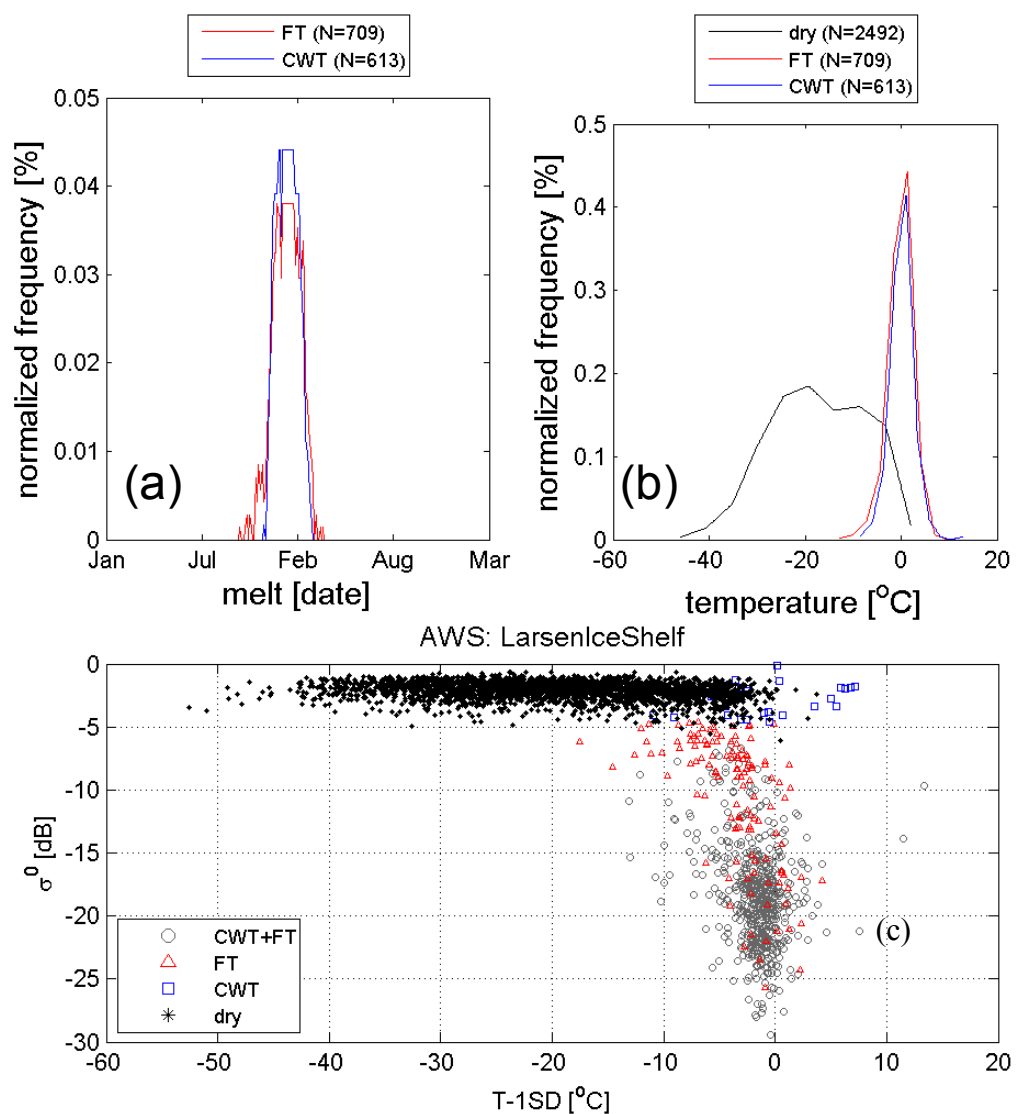 FT (N=709)
CWT (N=613)
dry (N=2492)
FT (N=709)
CWT (N=613)
0.05
0.04
0.03
0.02
0.01
0
normalized frequency [%]
(a)
Jan Jul Feb Aug Mar
melt [date]
0.5
0.4
0.3
0.2
0.1
0
normalized frequency [%]
(b)
-60 -40 -20 0 20
temperature [°C]
AWS: LarsenIceShelf
0
-5
-10
-15
-20
-25
-30
σ⁰ [dB]
(c)
CWT+FT
FT
CWT
dry
-60 -50 -40 -30 -20 -10 0 10 20
T-1SD [°C]